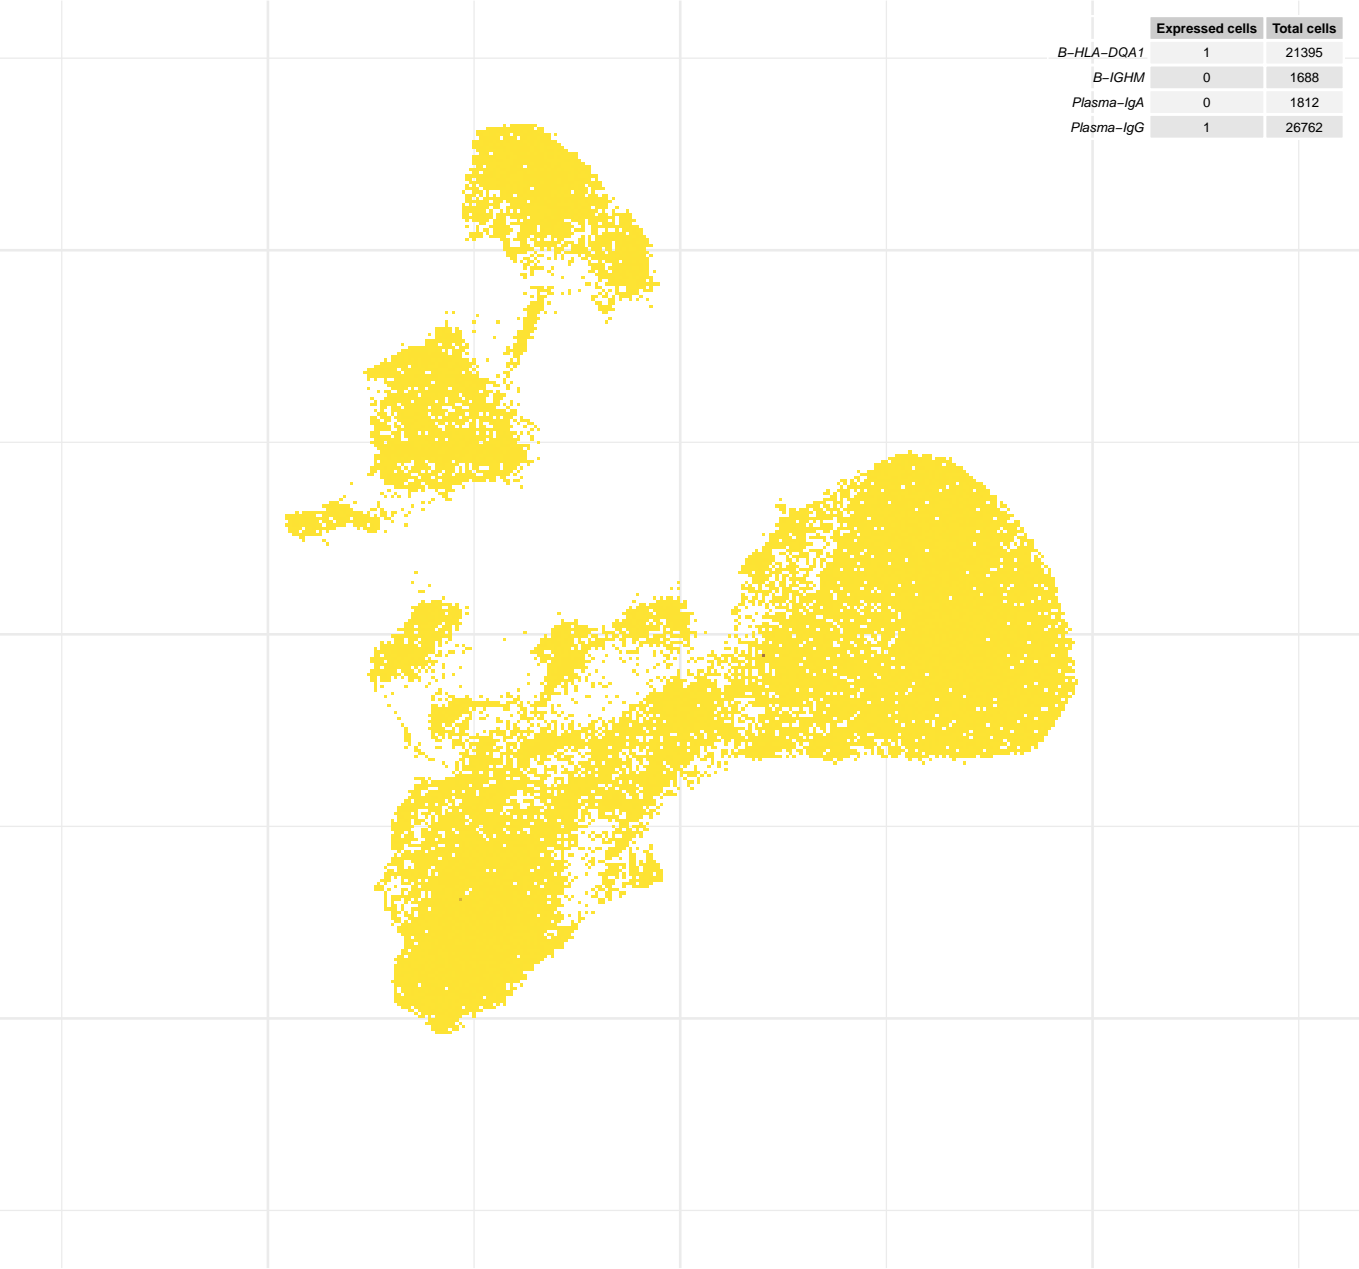 Expressed cells Total cells
B−HLA−DQA1 1 21395
B−IGHM 0 1688
Plasma−IgA 0 1812
Plasma−IgG 1 26762